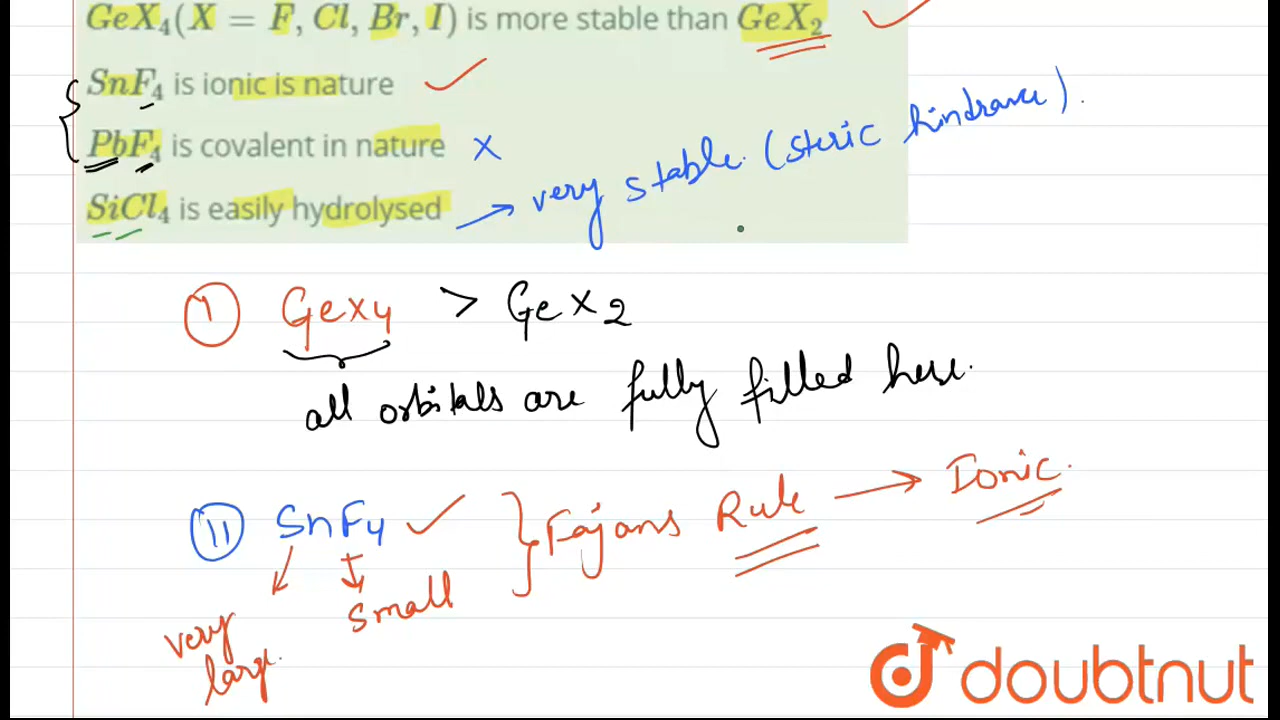 GeX4(X = F, Cl, Br, I) is more stable than GeX2
SnF4 is ionic is nature
PbF4 is covalent in nature X
SiCl4 is easily hydrolysed → very stable (steric hindrance).
I GeX4 > GeX2
all orbitals are fully filled here.
II SnF4 } Fajans Rule → Ionic.
very large. small
doubtnut